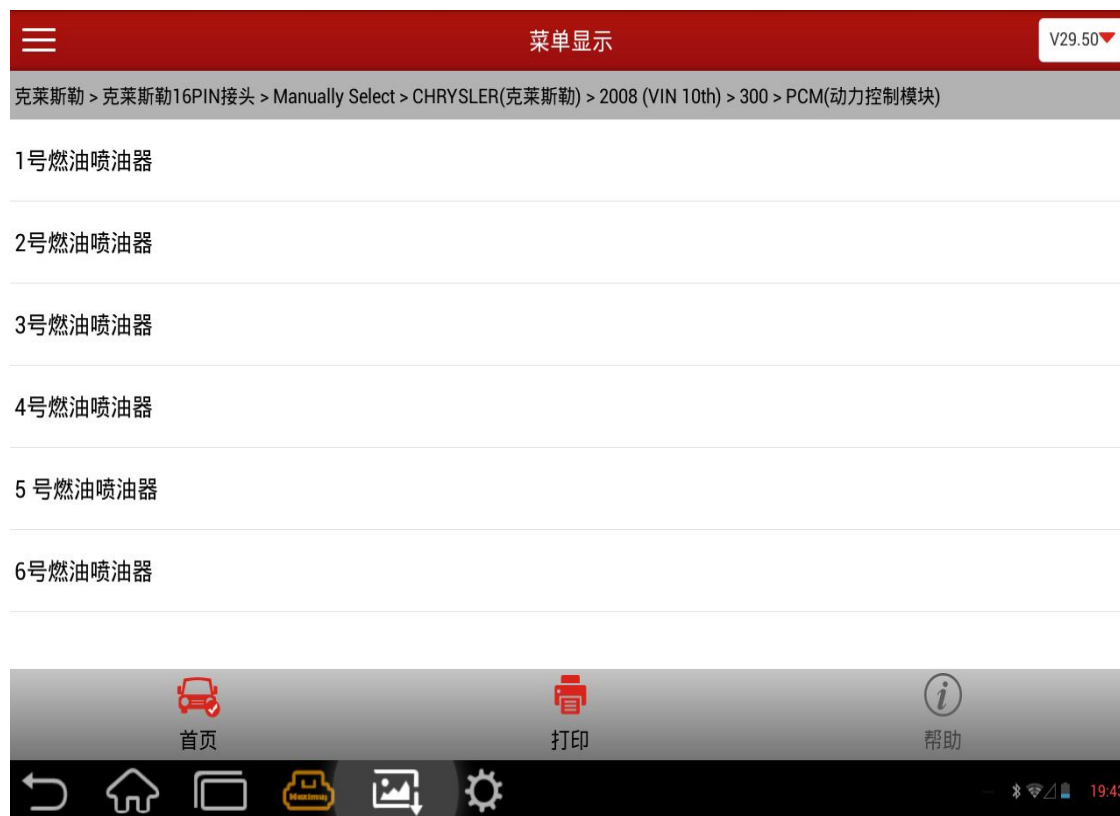 菜单显示
V29.50
克莱斯勒 > 克莱斯勒16PIN接头 > Manually Select > CHRYSLER(克莱斯勒) > 2008 (VIN 10th) > 300 > PCM(动力控制模块)
1号燃油喷油器
2号燃油喷油器
3号燃油喷油器
4号燃油喷油器
5 号燃油喷油器
6号燃油喷油器
首页
打印
帮助